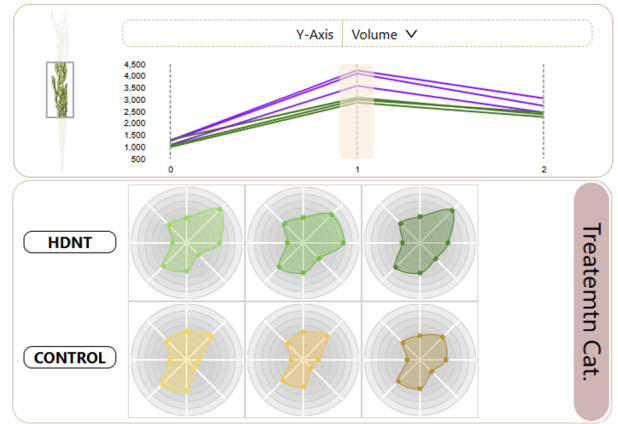 Y-Axis Volume
4,500
4,000
3,500
3,000
2,500
2,000
1,500
1,000
500
0 1 2
HDNT
CONTROL
Treatemtn Cat.